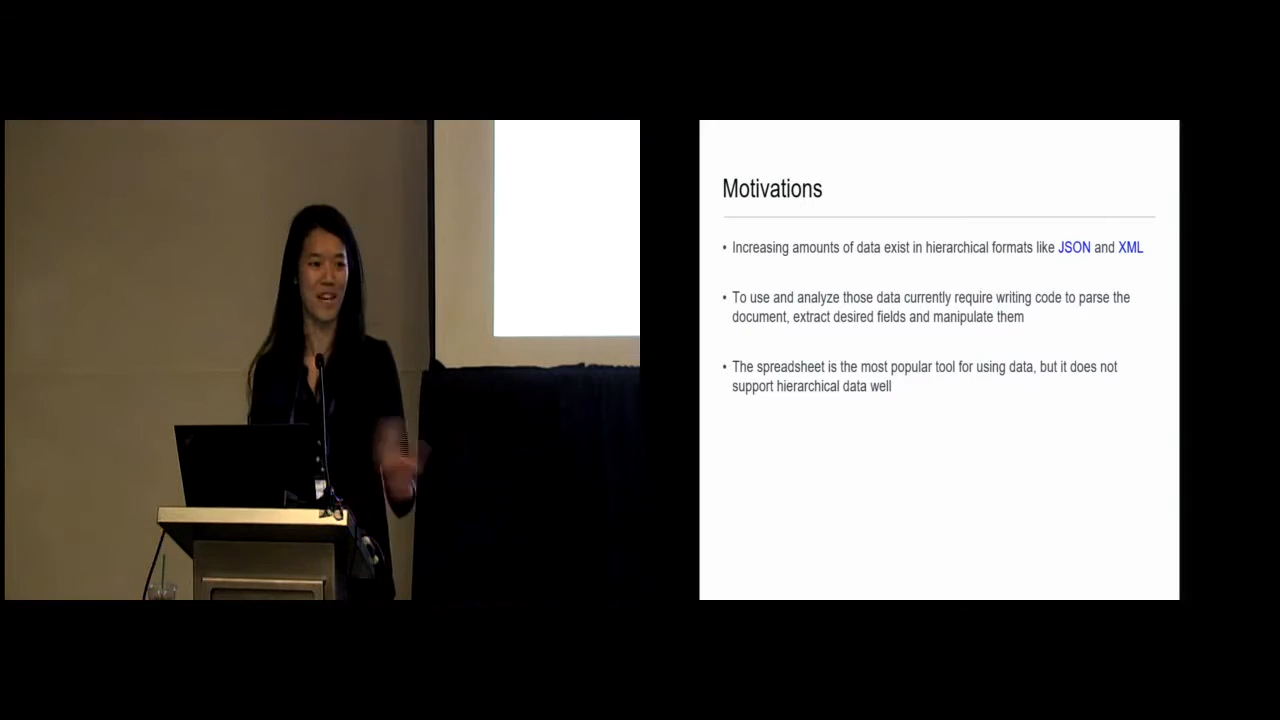 Motivations
• Increasing amounts of data exist in hierarchical formats like JSON and XML
• To use and analyze those data currently require writing code to parse the
document, extract desired fields and manipulate them
• The spreadsheet is the most popular tool for using data, but it does not
support hierarchical data well